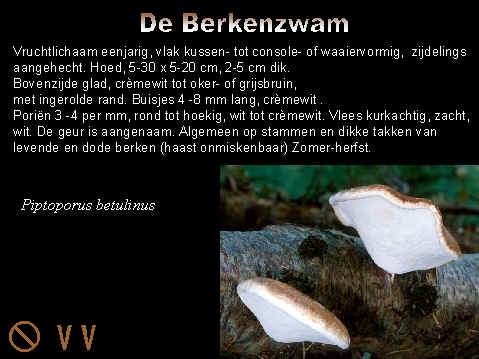 De Berkenzwam
Vruchtlichaam eenjarig, vlak kussen- tot console- of waaiervormig, zijdelings
aangehecht. Hoed, 5-30 x 5-20 cm, 2-5 cm dik.
Bovenzijde glad, crèmewit tot oker- of grijsbruin,
met ingerolde rand. Buisjes 4 -8 mm lang, crèmewit .
Poriën 3 -4 per mm, rond tot hoekig, wit tot crèmewit. Vlees kurkachtig, zacht,
wit. De geur is aangenaam. Algemeen op stammen en dikke takken van
levende en dode berken (haast onmiskenbaar) Zomer-herfst.
Piptoporus betulinus
V V